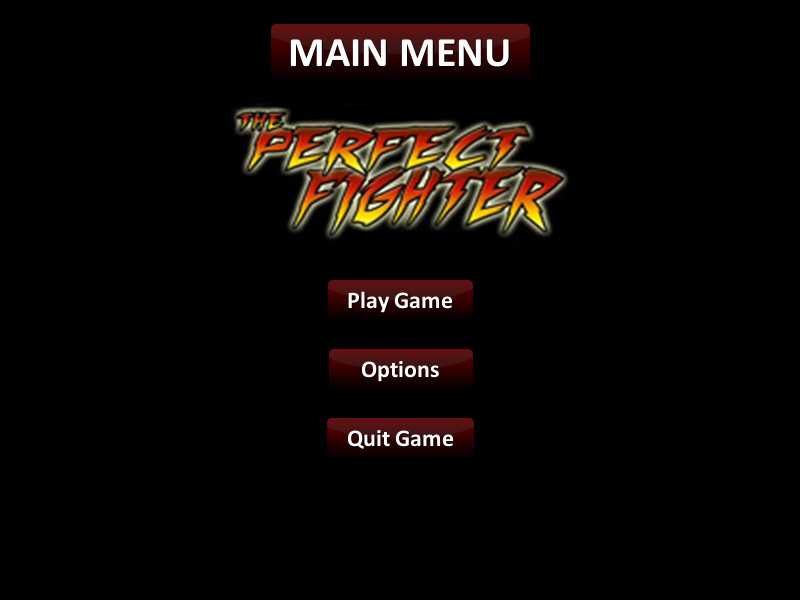 MAIN MENU
THE
PERFECT
FIGHTER
Play Game
Options
Quit Game